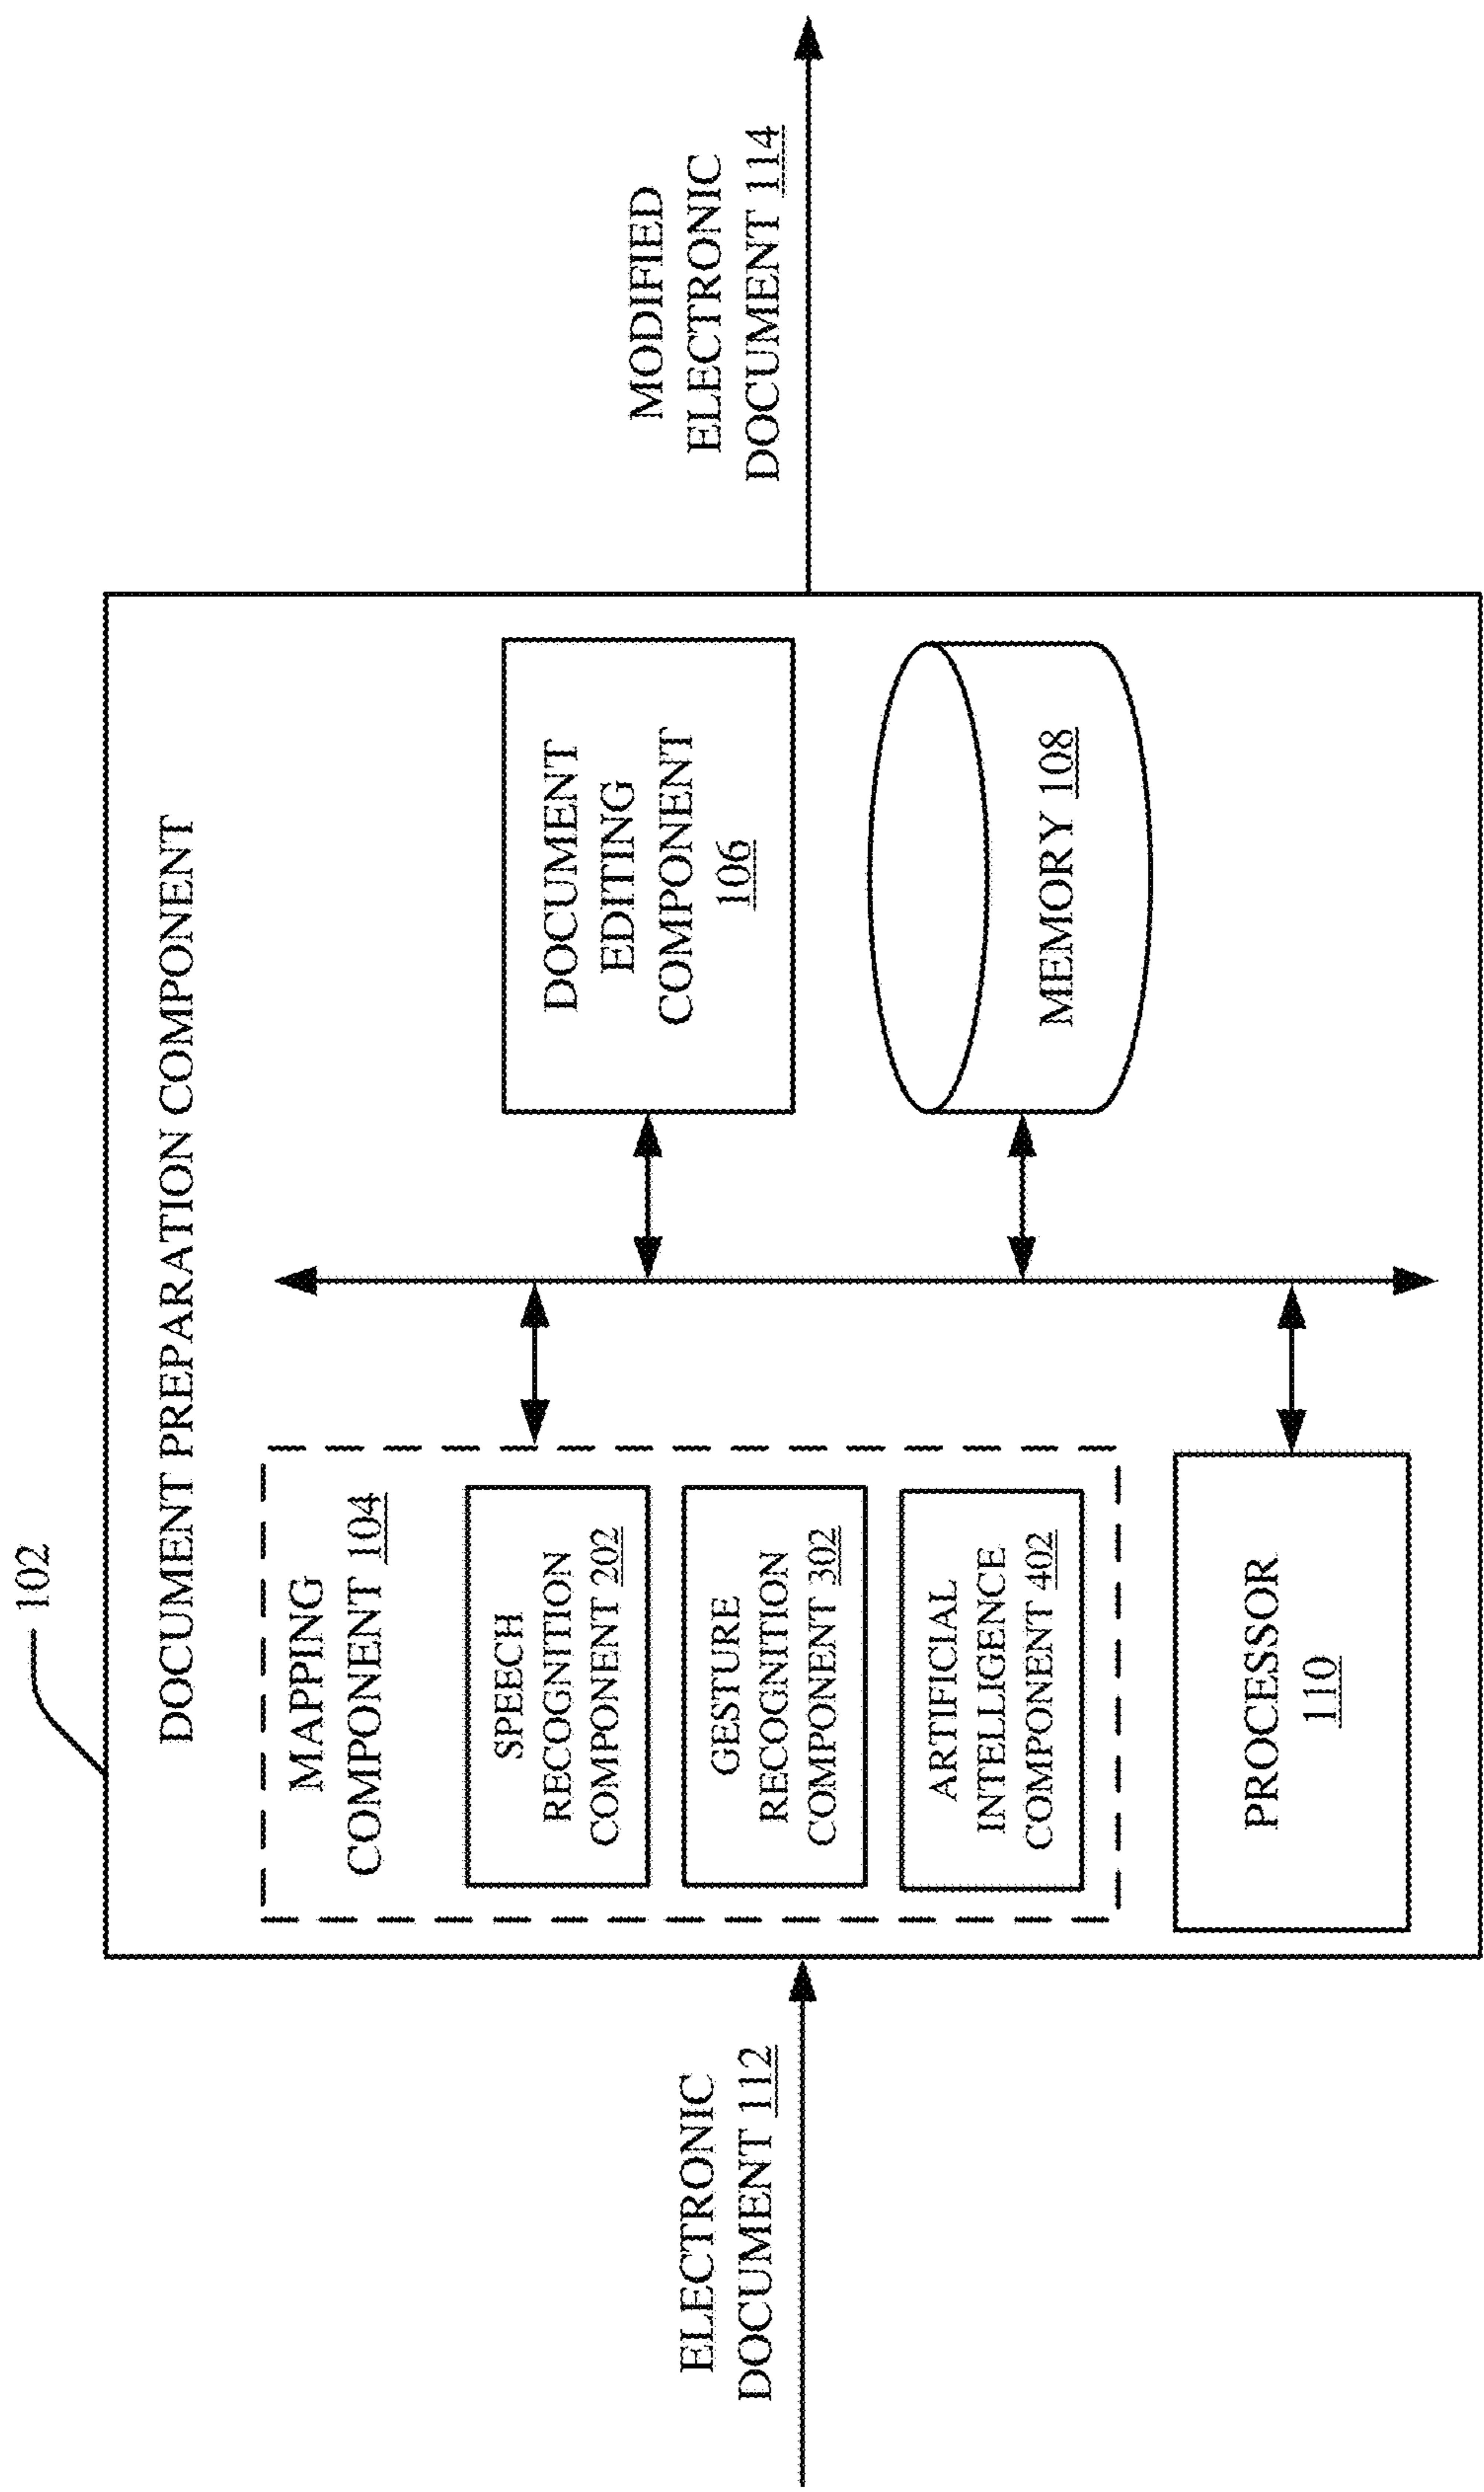 102
DOCUMENT PREPARATION COMPONENT
MAPPING
COMPONENT 104
SPEECH
RECOGNITION
COMPONENT 202
GESTURE
RECOGNITION
COMPONENT 302
ARTIFICIAL
INTELLIGENCE
COMPONENT 402
PROCESSOR
110
DOCUMENT
EDITING
COMPONENT
106
MEMORY 108
ELECTRONIC
DOCUMENT 112
MODIFIED
ELECTRONIC
DOCUMENT 114